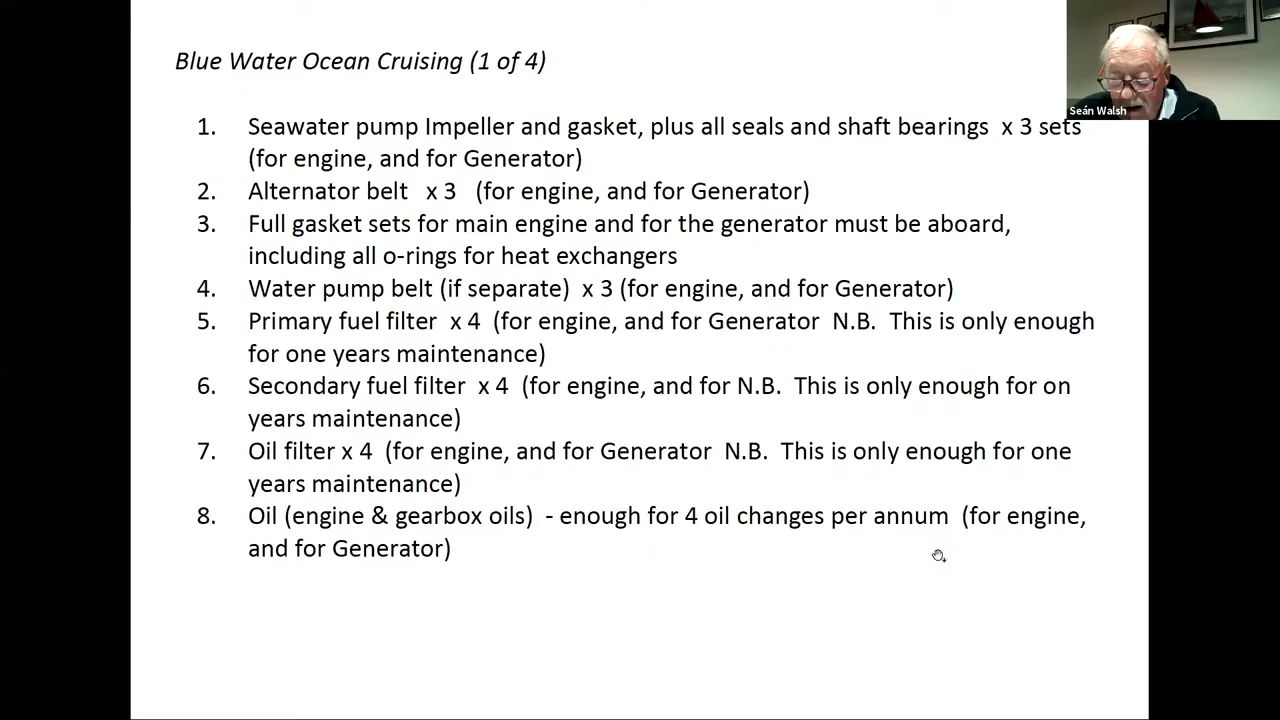 Blue Water Ocean Cruising (1 of 4)
Seán Walsh
1. Seawater pump Impeller and gasket, plus all seals and shaft bearings x 3 sets
(for engine, and for Generator)
2. Alternator belt x 3 (for engine, and for Generator)
3. Full gasket sets for main engine and for the generator must be aboard,
including all o-rings for heat exchangers
4. Water pump belt (if separate) x 3 (for engine, and for Generator)
5. Primary fuel filter x 4 (for engine, and for Generator N.B. This is only enough
for one years maintenance)
6. Secondary fuel filter x 4 (for engine, and for N.B. This is only enough for on
years maintenance)
7. Oil filter x 4 (for engine, and for Generator N.B. This is only enough for one
years maintenance)
8. Oil (engine & gearbox oils) - enough for 4 oil changes per annum (for engine,
and for Generator)